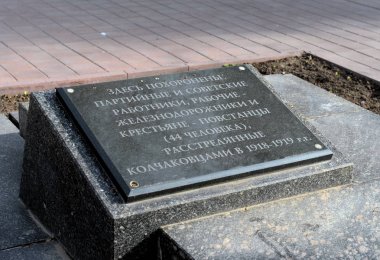 ЗДЕСЬ ПОХОРОНЕНЫ
ПАРТИЙНЫЕ И СОВЕТСКИЕ
РАБОТНИКИ, РАБОЧИЕ -
ЖЕЛЕЗНОДОРОЖНИКИ И
КРЕСТЬЯНЕ - ПОВСТАНЦЫ
(44 ЧЕЛОВЕКА),
РАССТРЕЛЯННЫЕ
КОЛЧАКОВЦАМИ В 1918-1919 г.г